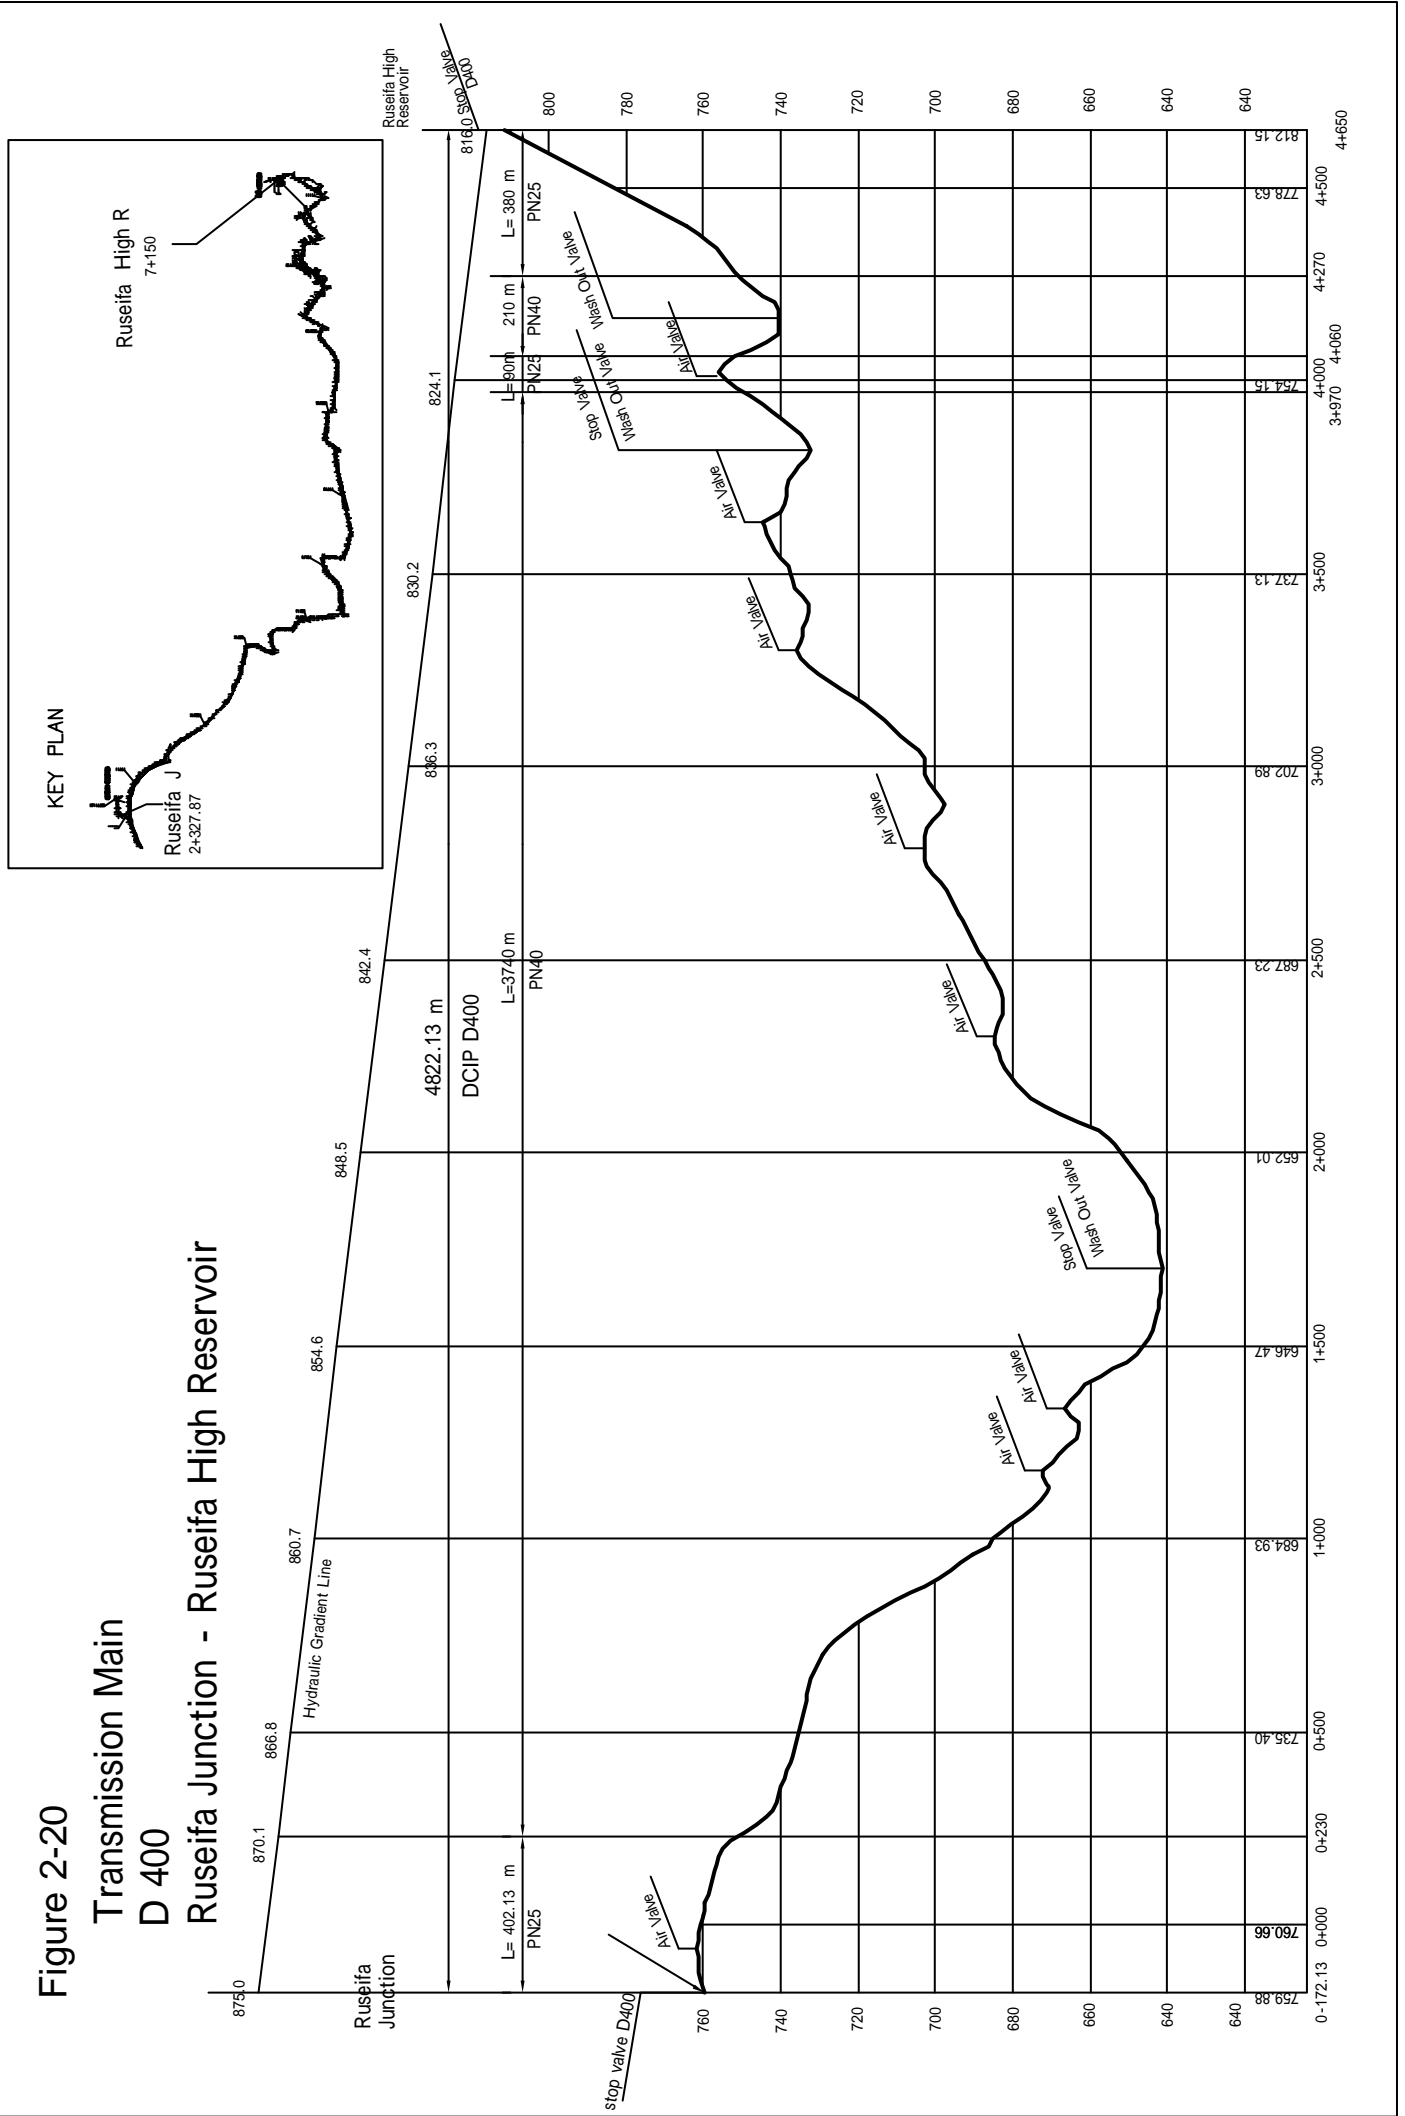 Figure 2-20
Transmission Main
D 400
Ruseifa Junction - Ruseifa High Reservoir
KEY PLAN
Ruseifa J
2+327.87
Ruseifa High R
7+150
875.0
870.1
866.8
860.7
854.6
848.5
842.4
836.3
830.2
824.1
816.0
Hydraulic Gradient Line
Ruseifa
Junction
Ruseifa High
Reservoir
Stop Valve
D400
4822.13 m
DCIP D400
L= 402.13 m
PN25
L=3740 m
PN40
L=90m
PN25
210 m
PN40
L= 380 m
PN25
stop valve D400
Air Valve
Air Valve
Air Valve
Stop Valve
Wash Out Valve
Air Valve
Air Valve
Air Valve
Air Valve
Stop Valve
Wash Out Valve
Air Valve
Wash Out Valve
760
740
720
700
680
660
640
640
800
780
760
740
720
700
680
660
640
640
759.88
760.66
735.40
684.93
646.47
652.01
687.23
702.89
737.13
754.15
778.63
812.15
0-172.13
0+000
0+230
0+500
1+000
1+500
2+000
2+500
3+000
3+500
3+970
4+000
4+060
4+270
4+500
4+650